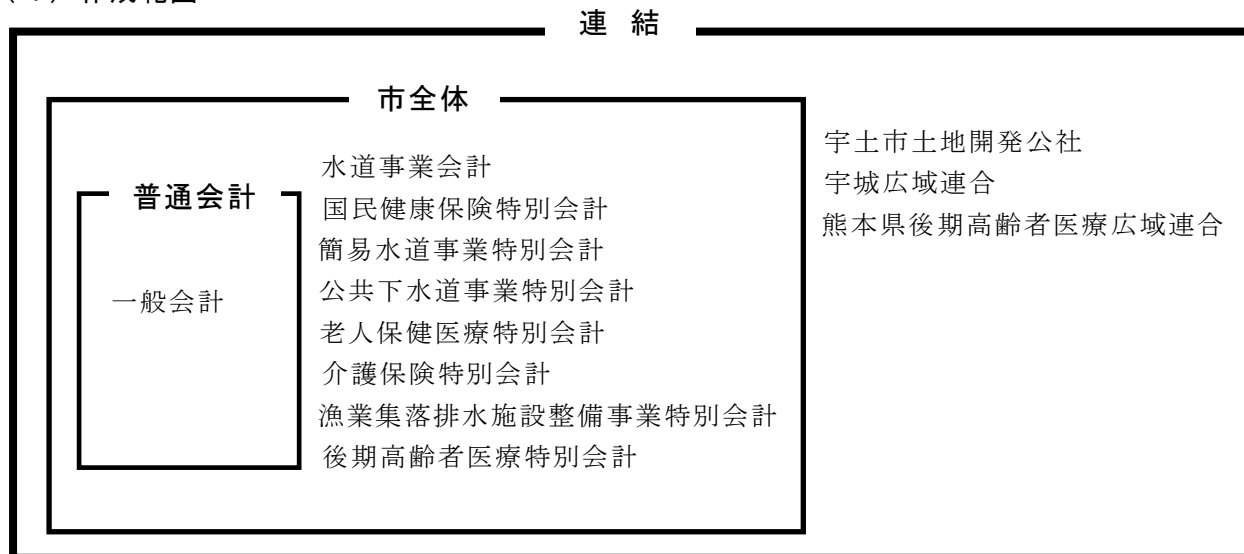 連 結
市全体
水道事業会計
国民健康保険特別会計
簡易水道事業特別会計
公共下水道事業特別会計
老人保健医療特別会計
介護保険特別会計
漁業集落排水施設整備事業特別会計
後期高齢者医療特別会計
普通会計
一般会計
宇土市土地開発公社
宇城広域連合
熊本県後期高齢者医療広域連合